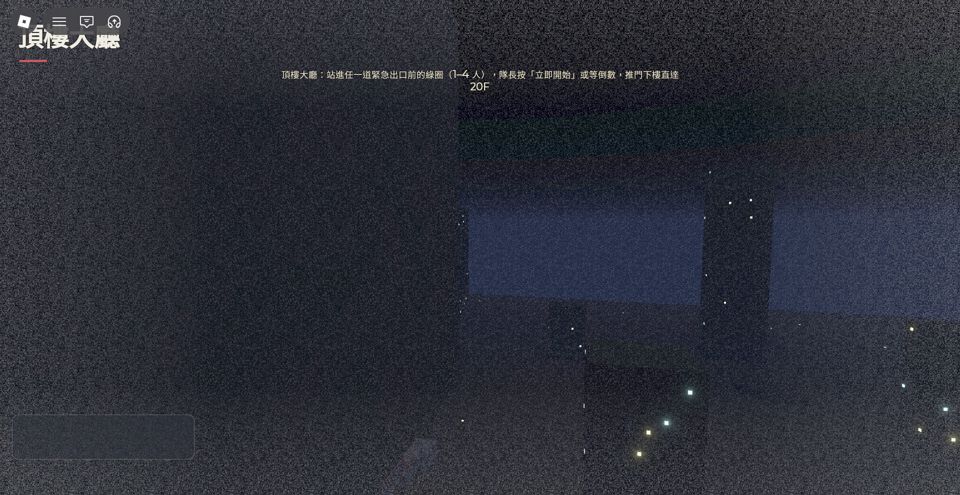 頂樓大廳
頂樓大廳：站進任一道緊急出口前的綠圈（1–4 人），隊長按「立即開始」或等倒數，推門下樓直達
20F